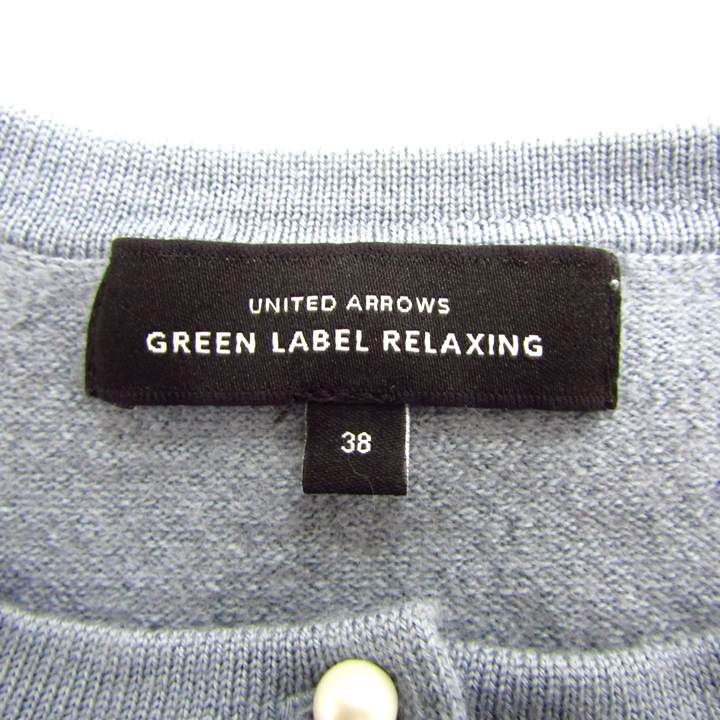 UNITED ARROWS
GREEN LABEL RELAXING
38